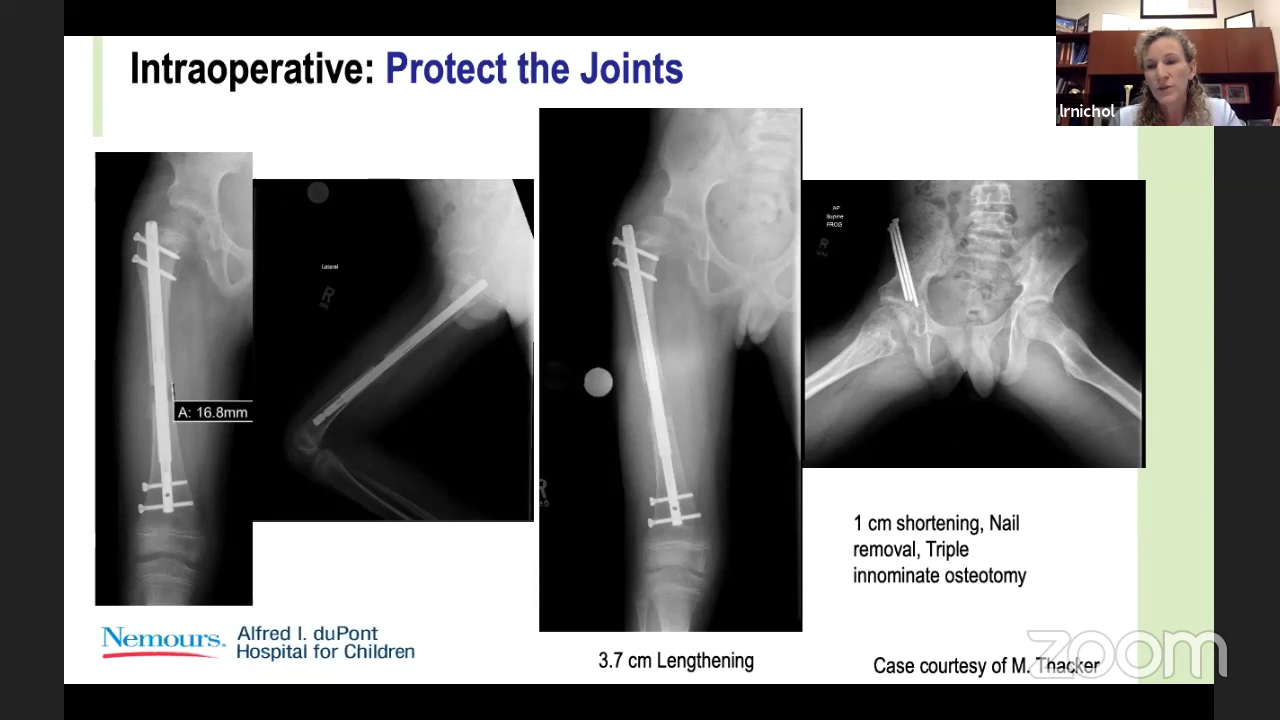 Intraoperative: Protect the Joints
lrnichol
A: 16.8mm
Lateral
R
R
AP
Supine
FROG
R
1 cm shortening, Nail
removal, Triple
innominate osteotomy
Nemours.
Alfred I. duPont
Hospital for Children
3.7 cm Lengthening
Case courtesy of M. Thacker
zoom